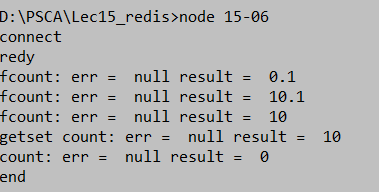 D:\PSCA\Lec15_redis>node 15-06
connect
redy
fcount: err =  null result =  0.1
fcount: err =  null result =  10.1
fcount: err =  null result =  10
getset count: err =  null result =  10
count: err =  null result =  0
end